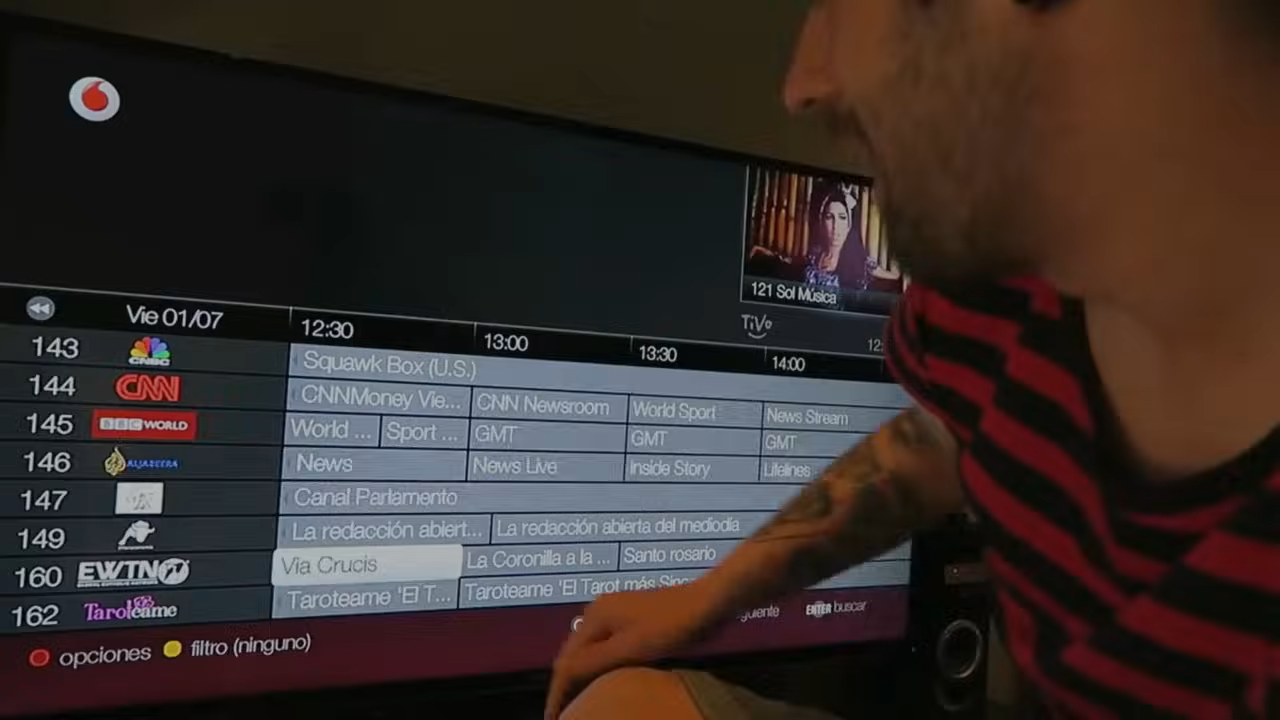 121 Sol Música
TiVo
Vie 01/07 12:30 13:00 13:30 14:00 12:
143 CNBC Squawk Box (U.S.)
144 CNN CNNMoney Vie... CNN Newsroom World Sport News Stream
145 BBC WORLD World ... Sport ... GMT GMT GMT
146 ALJAZEERA News News Live Inside Story Lifelines
147 Canal Parlamento
149 La redacción abiert... La redacción abierta del mediodía
160 EWTN Via Crucis La Coronilla a la ... Santo rosario
162 Taroteame Taroteame 'El T... Taroteame 'El Tarot más
opciones filtro (ninguno) ENTER buscar